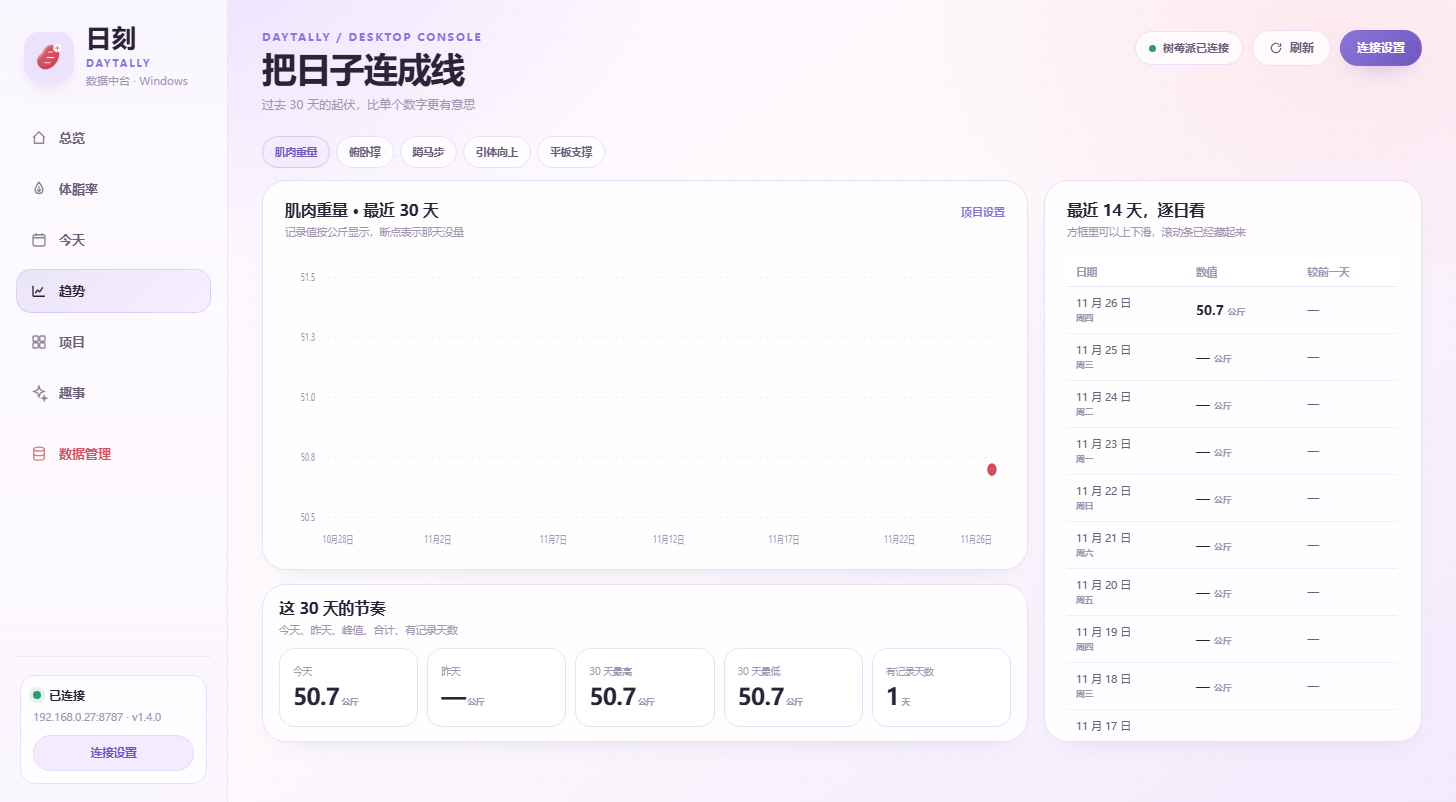 日刻
DAYTALLY
数据中台 · Windows
总览
体脂率
今天
趋势
项目
趣事
数据管理
已连接
192.168.0.27:8787 · v1.4.0
连接设置
DAYTALLY / DESKTOP CONSOLE
把日子连成线
过去 30 天的起伏，比单个数字更有意思
树莓派已连接
刷新
连接设置
肌肉重量
俯卧撑
蹲马步
引体向上
平板支撑
肌肉重量 • 最近 30 天
项目设置
记录值按公斤显示，断点表示那天没量
51.5
51.3
51.0
50.8
50.5
10月28日
11月2日
11月7日
11月12日
11月17日
11月22日
11月26日
这 30 天的节奏
今天、昨天、峰值、合计、有记录天数
今天
50.7 公斤
昨天
— 公斤
30 天最高
50.7 公斤
30 天最低
50.7 公斤
有记录天数
1 天
最近 14 天，逐日看
方框里可以上下滑，滚动条已经藏起来
日期 数值 较前一天
11 月 26 日
周四
50.7 公斤 —
11 月 25 日
周三
— 公斤 —
11 月 24 日
周二
— 公斤 —
11 月 23 日
周一
— 公斤 —
11 月 22 日
周日
— 公斤 —
11 月 21 日
周六
— 公斤 —
11 月 20 日
周五
— 公斤 —
11 月 19 日
周四
— 公斤 —
11 月 18 日
周三
— 公斤 —
11 月 17 日